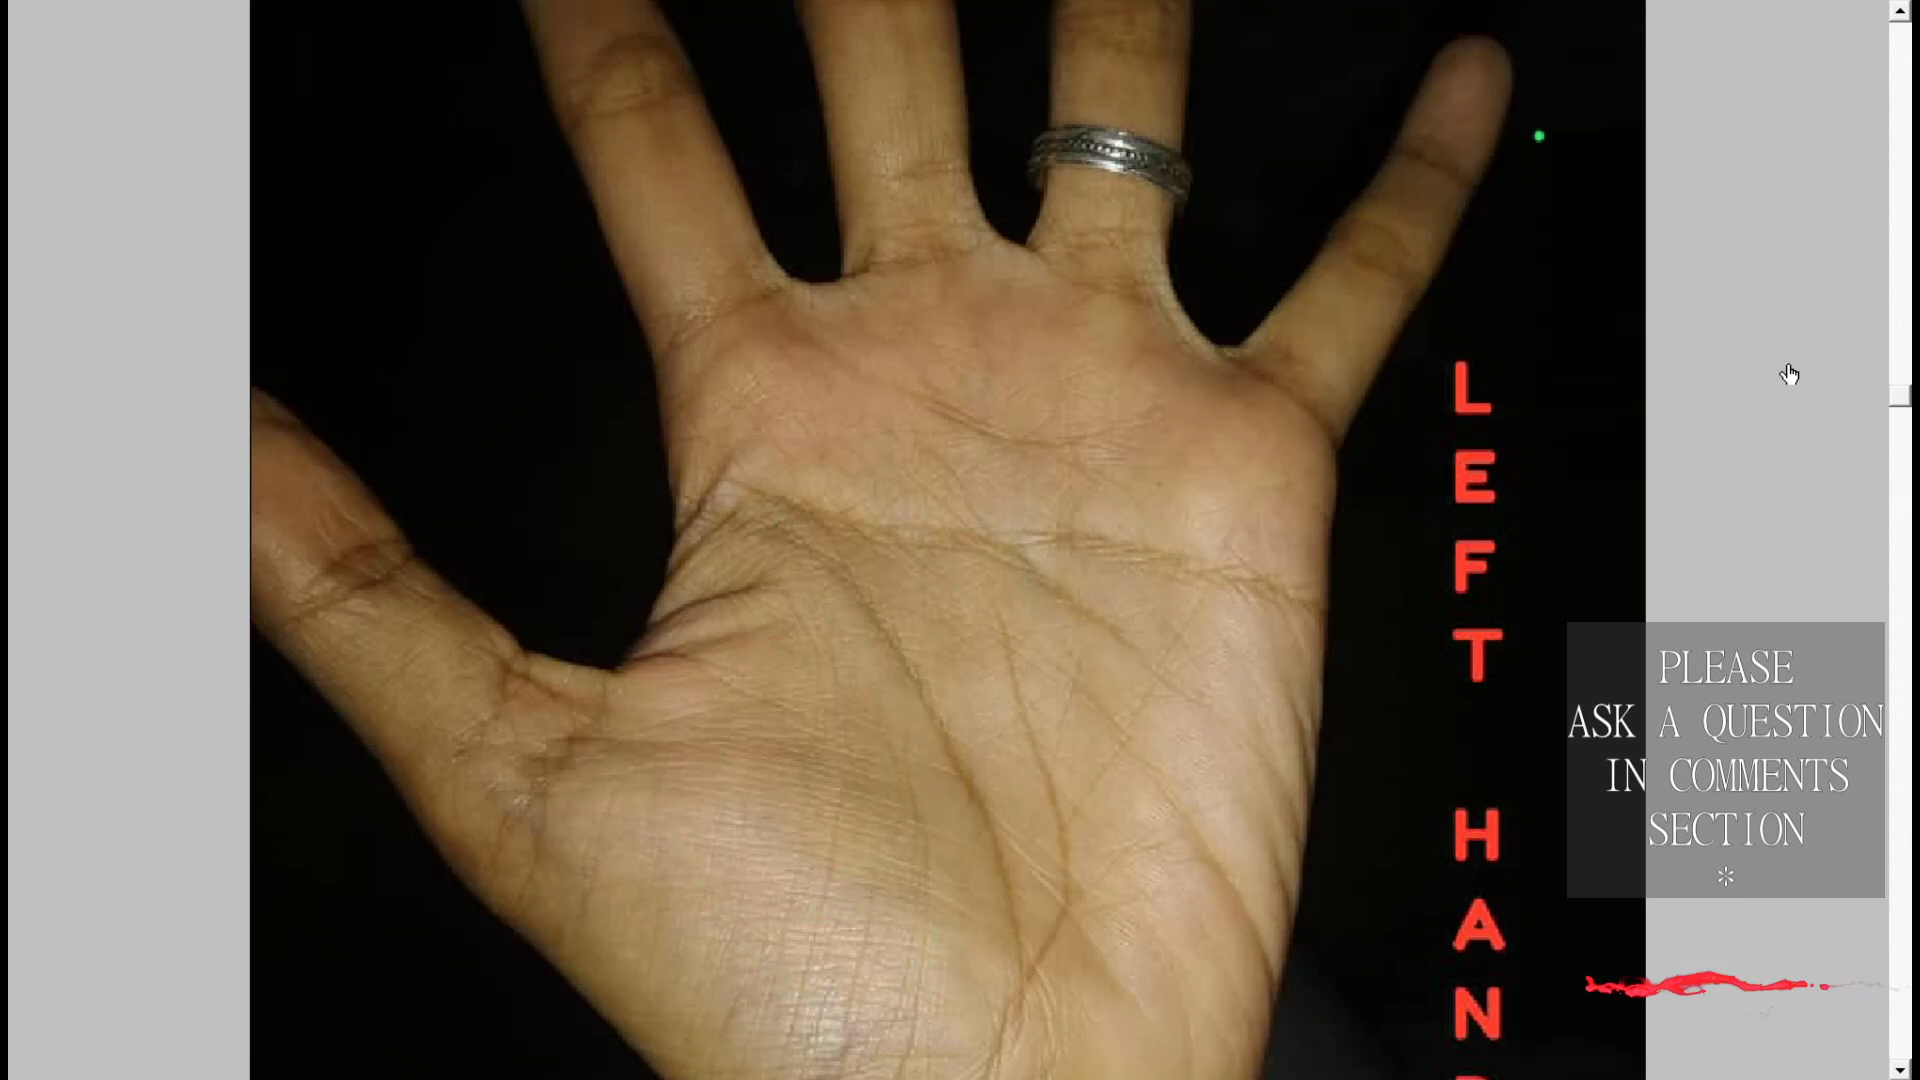 L
E
F
T
H
A
N
PLEASE
ASK A QUESTION
IN COMMENTS
SECTION
*